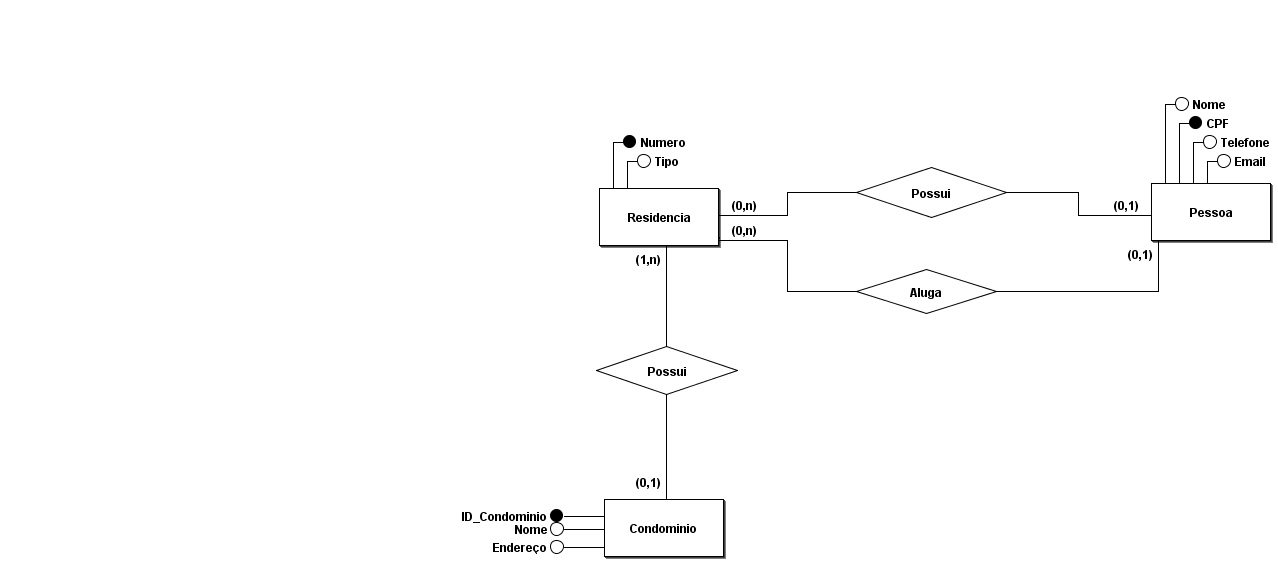 Nome
CPF
Telefone
Email
Numero
Tipo
Residencia
(0,n)
Possui
(0,1)
Pessoa
(0,n)
(1,n)
Aluga
(0,1)
Possui
(0,1)
ID_Condominio
Nome
Endereço
Condomínio